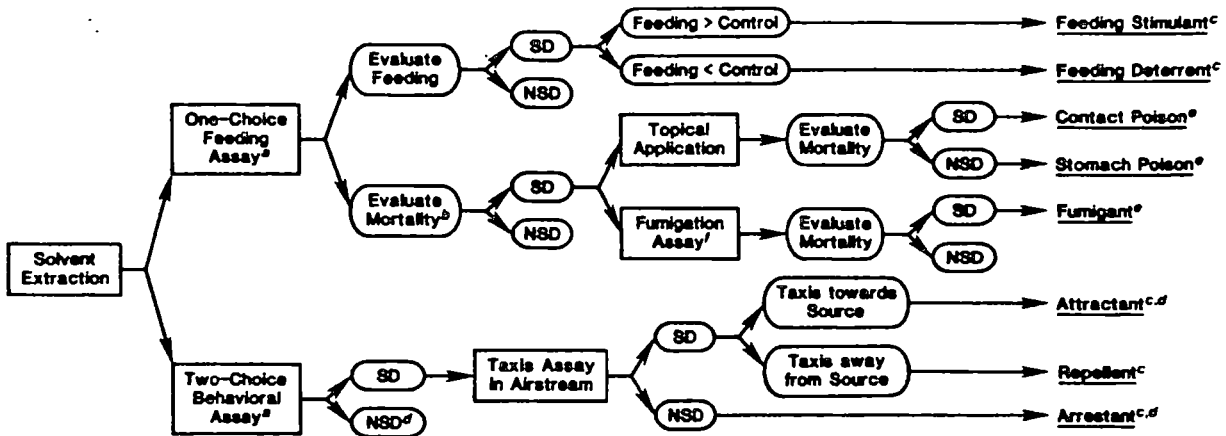 Feeding > Control
Feeding Stimulant^c
Evaluate
Feeding
SD
NSD
Feeding < Control
Feeding Deterrent^c
One-Choice
Feeding
Assay^a
Topical
Application
Evaluate
Mortality
SD
Contact Poison^e
NSD
Stomach Poison^e
Evaluate
Mortality^b
SD
NSD
Fumigation
Assay^f
Evaluate
Mortality
SD
Fumigant^e
NSD
Solvent
Extraction
Two-Choice
Behavioral
Assay^a
SD
NSD^d
Taxis Assay
in Airstream
SD
Taxis towards
Source
Attractant^c,d
Taxis away
from Source
Repellent^c
NSD
Arrestant^c,d